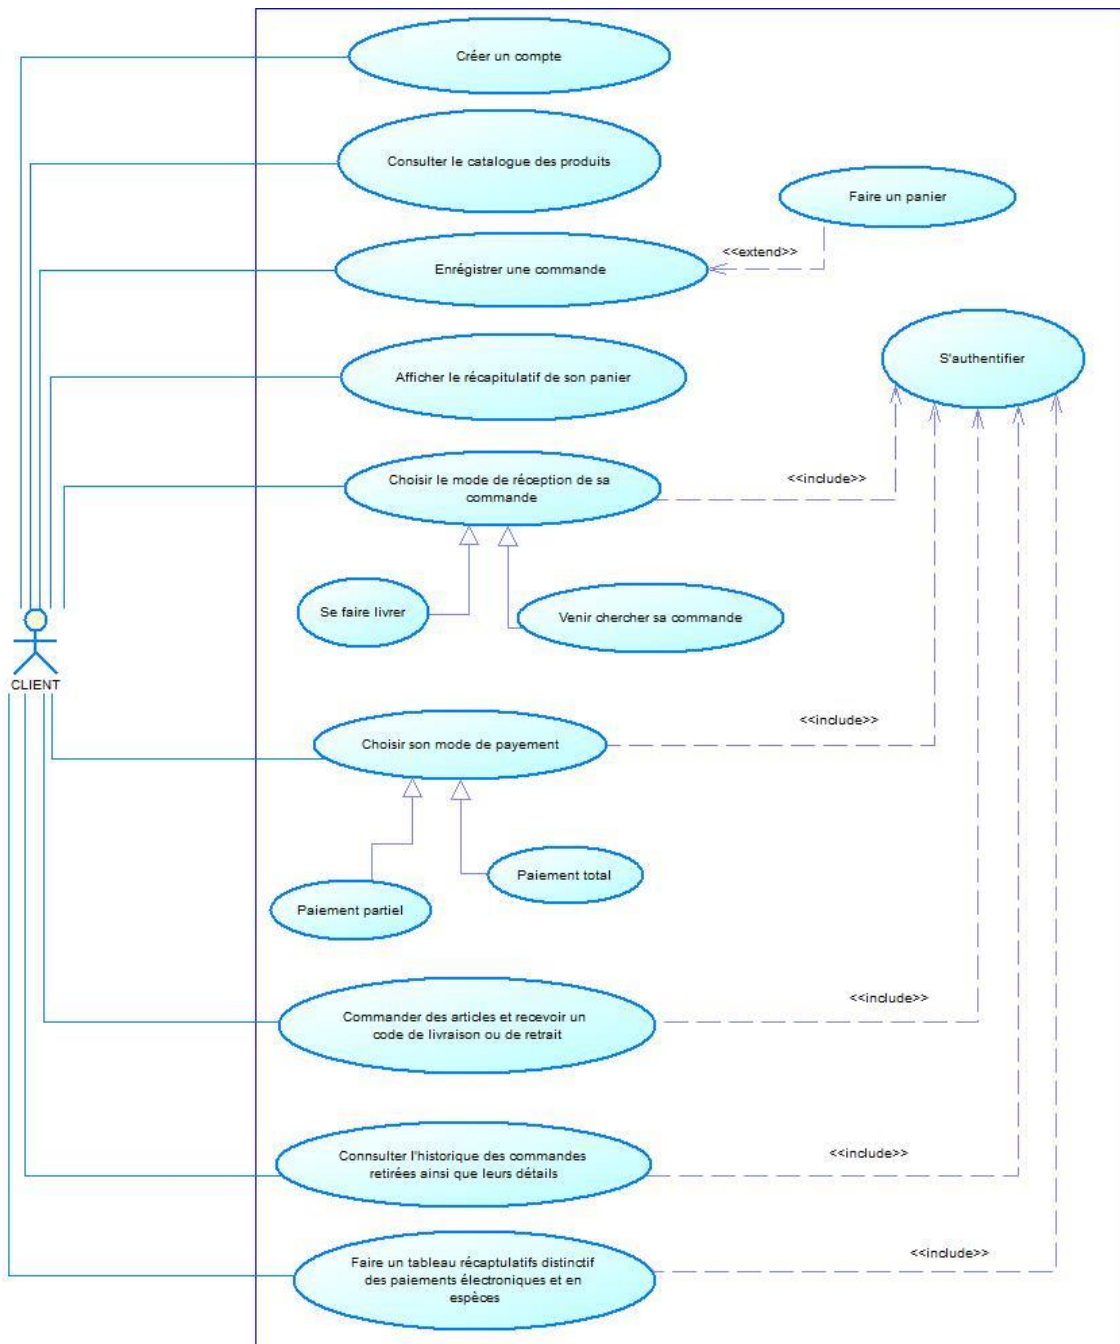 Créer un compte
Consulter le catalogue des produits
Faire un panier
<<extend>>
Enrégistrer une commande
S'authentifier
Afficher le récapitulatif de son panier
Choisir le mode de réception de sa
commande
<<include>>
Se faire livrer
Venir chercher sa commande
CLIENT
Choisir son mode de payement
<<include>>
Paiement total
Paiement partiel
Commander des articles et recevoir un
code de livraison ou de retrait
<<include>>
Connsulter l'historique des commandes
retirées ainsi que leurs détails
<<include>>
Faire un tableau récaptulatifs distinctif
des paiements électroniques et en
espèces
<<include>>